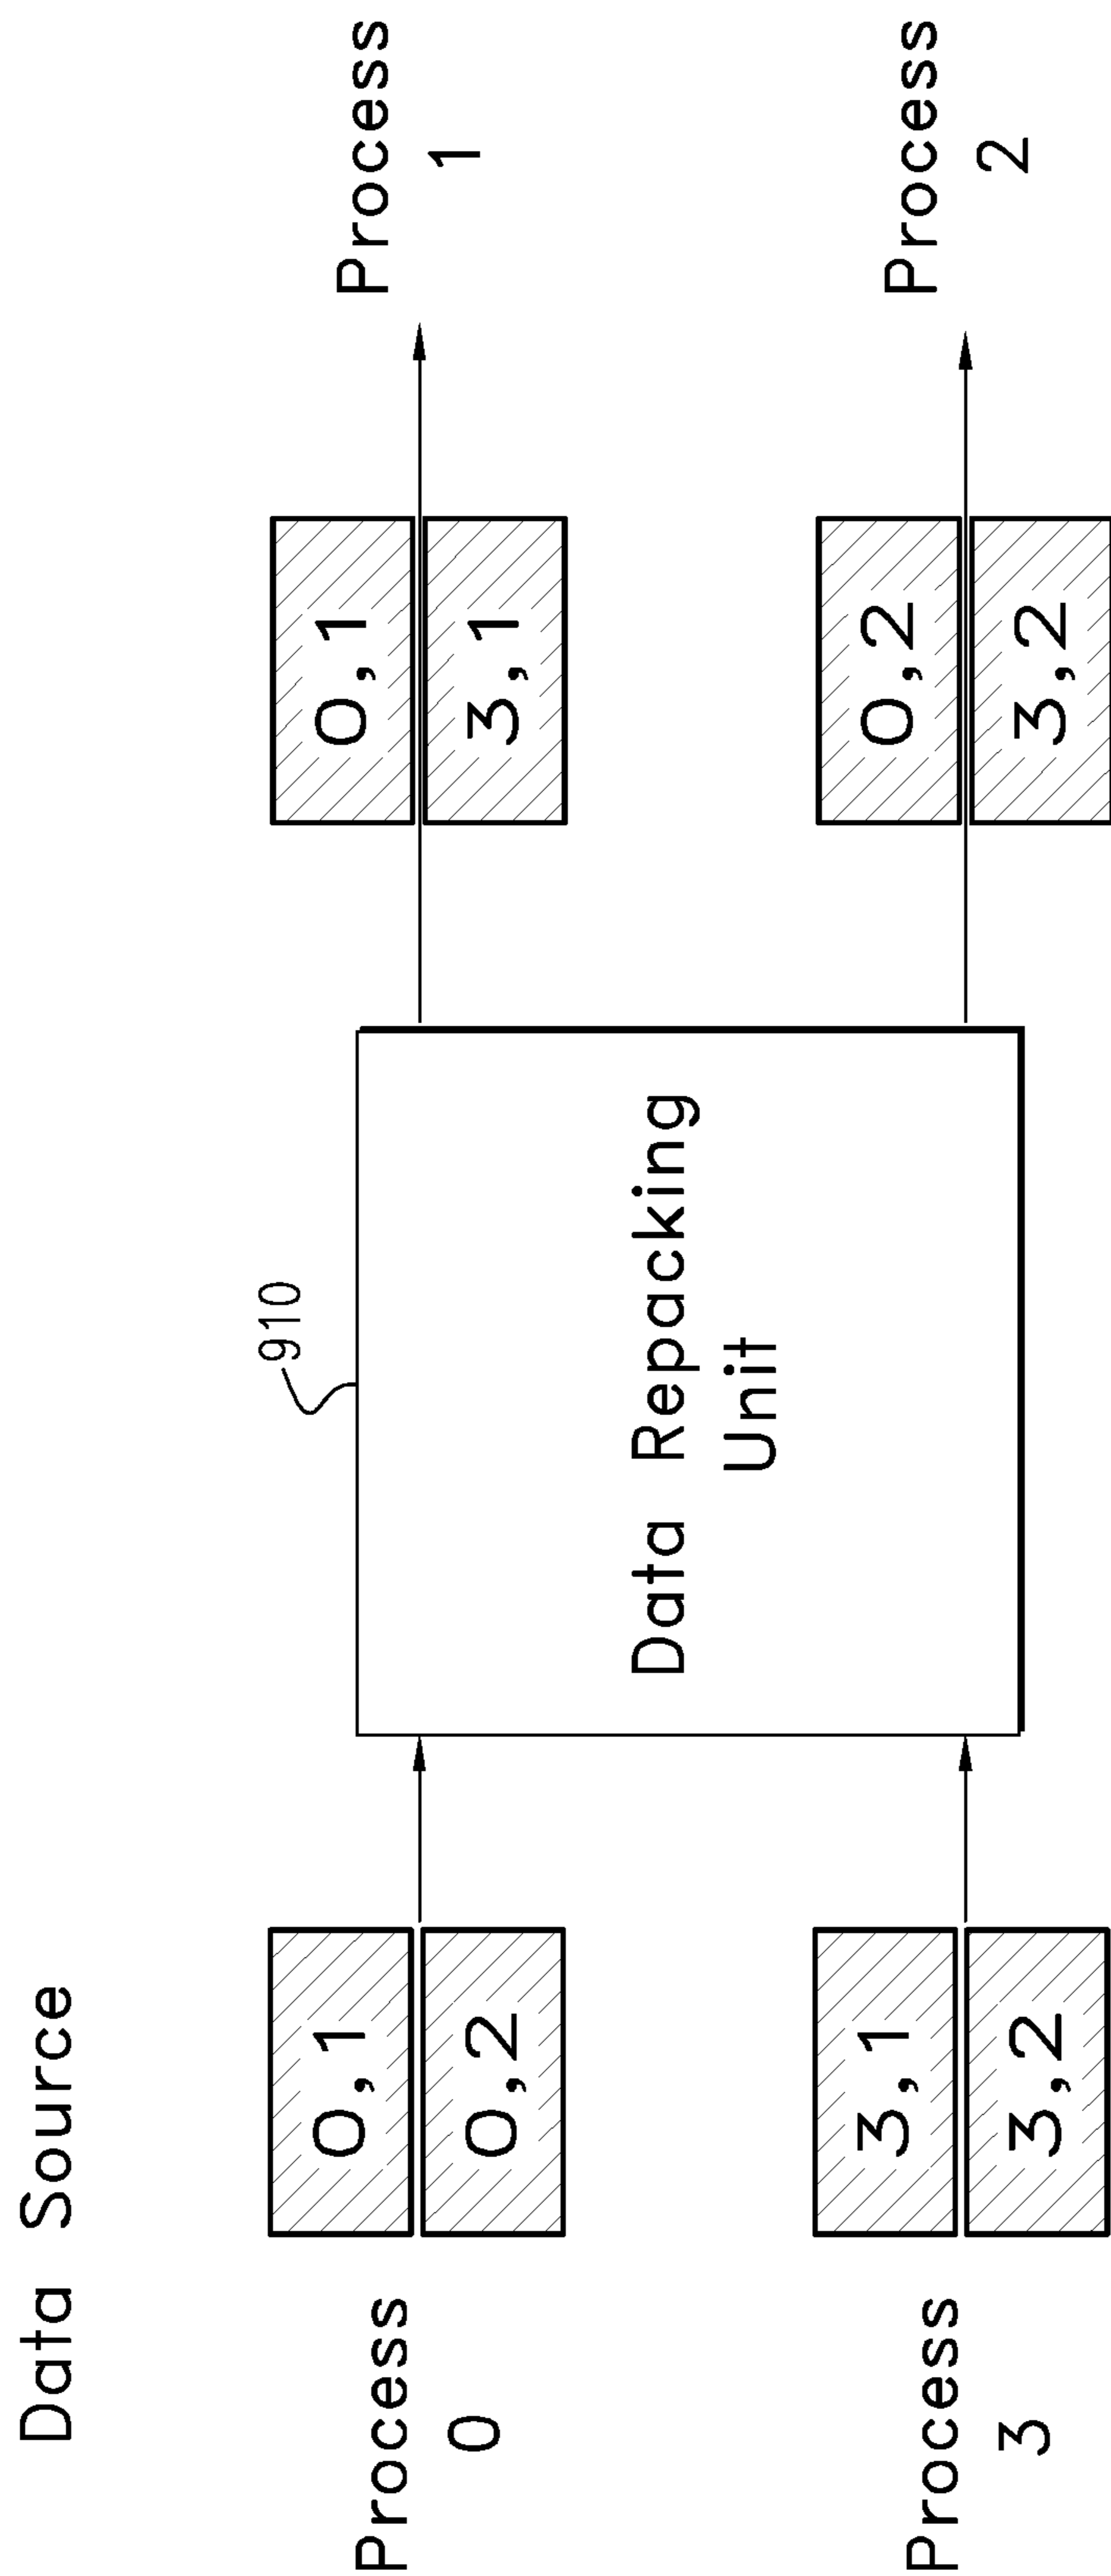 Data Source
Process
0
0,1
0,2
Process
3
3,1
3,2
910
Data Repacking
Unit
0,1
3,1
Process
1
0,2
3,2
Process
2